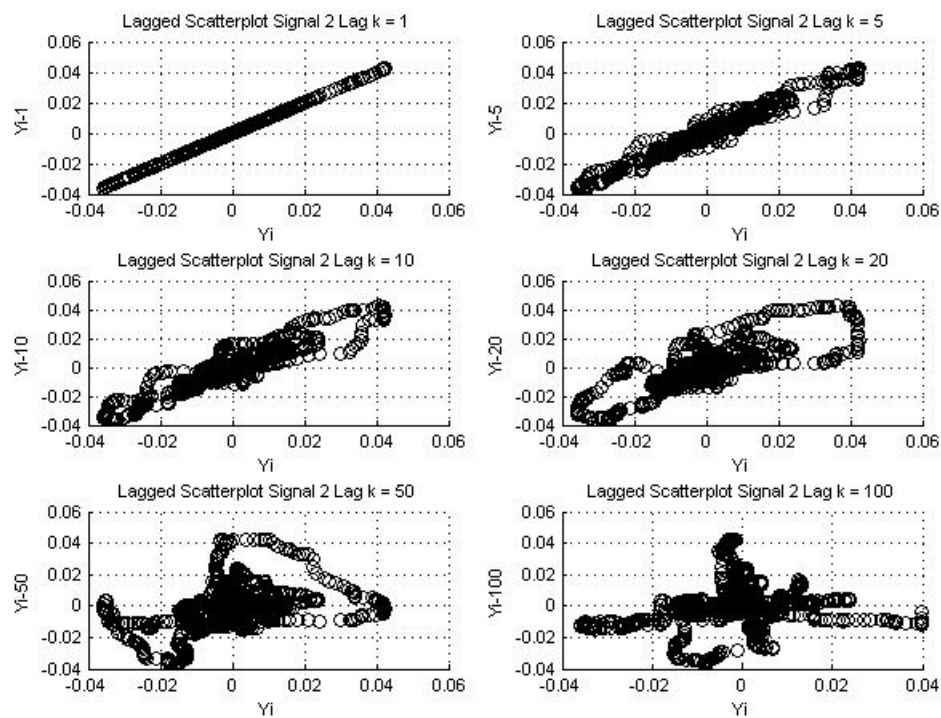 Lagged Scatterplot Signal 2 Lag k = 1
0.06
0.04
0.02
0
-0.02
-0.04
Yi-1
-0.04 -0.02 0 0.02 0.04 0.06
Yi
Lagged Scatterplot Signal 2 Lag k = 5
0.06
0.04
0.02
0
-0.02
-0.04
Yi-5
-0.04 -0.02 0 0.02 0.04 0.06
Yi
Lagged Scatterplot Signal 2 Lag k = 10
0.06
0.04
0.02
0
-0.02
-0.04
Yi-10
-0.04 -0.02 0 0.02 0.04 0.06
Yi
Lagged Scatterplot Signal 2 Lag k = 20
0.06
0.04
0.02
0
-0.02
-0.04
Yi-20
-0.04 -0.02 0 0.02 0.04 0.06
Yi
Lagged Scatterplot Signal 2 Lag k = 50
0.06
0.04
0.02
0
-0.02
-0.04
Yi-50
-0.04 -0.02 0 0.02 0.04 0.06
Yi
Lagged Scatterplot Signal 2 Lag k = 100
0.06
0.04
0.02
0
-0.02
-0.04
Yi-100
-0.04 -0.02 0 0.02 0.04
Yi